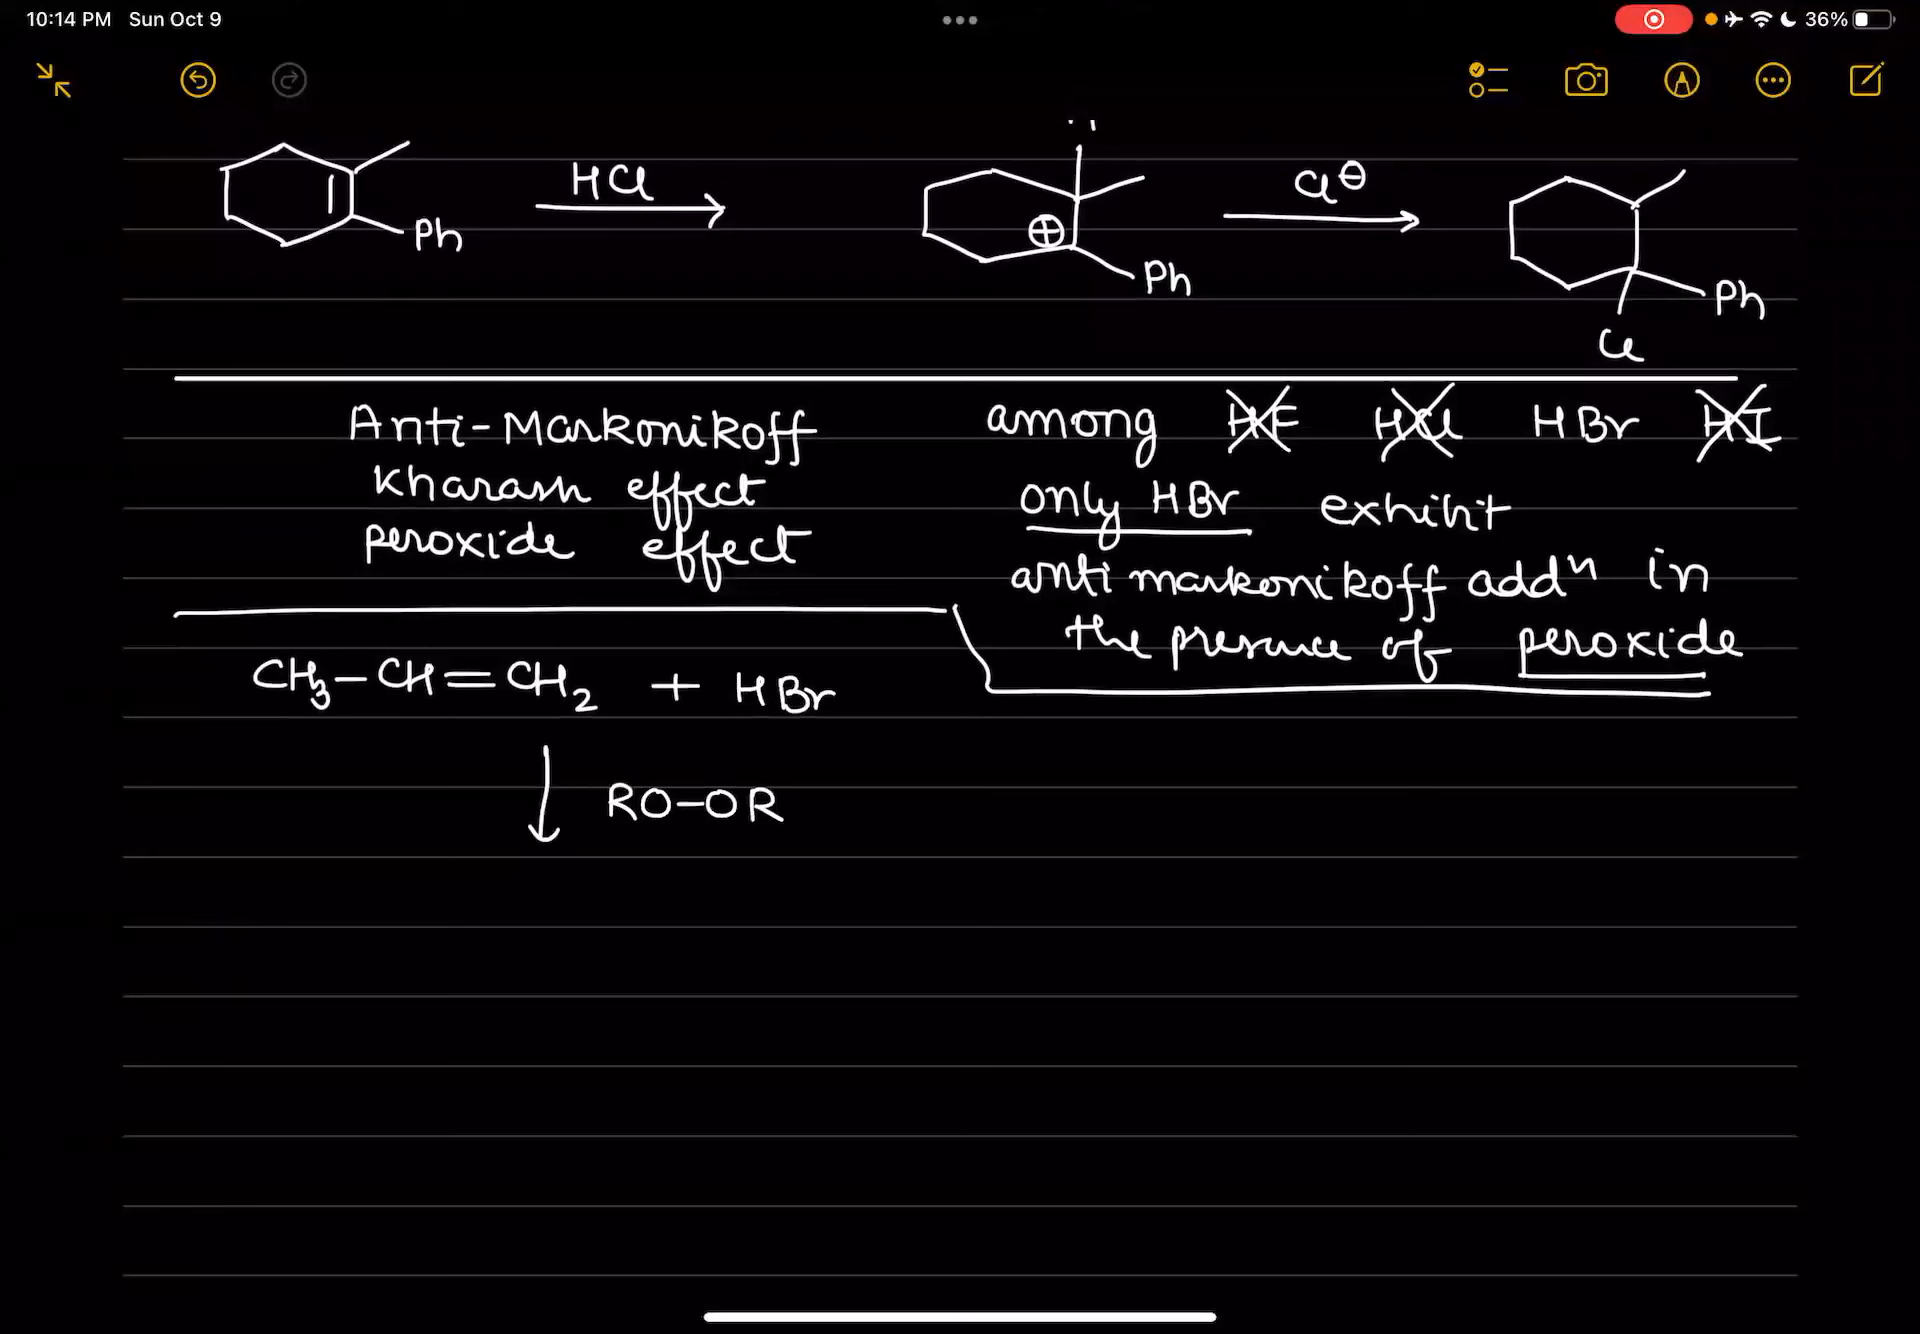 10:14 PM Sun Oct 9
36%
HCl
Cl⊖
Ph
⊕
Ph
Ph
Cl
Anti-Markonikoff
Kharash effect
peroxide effect
among HF HCl HBr HI
only HBr exhibit
anti markonikoff addⁿ in
the presence of peroxide
CH₃-CH=CH₂ + HBr
RO-OR